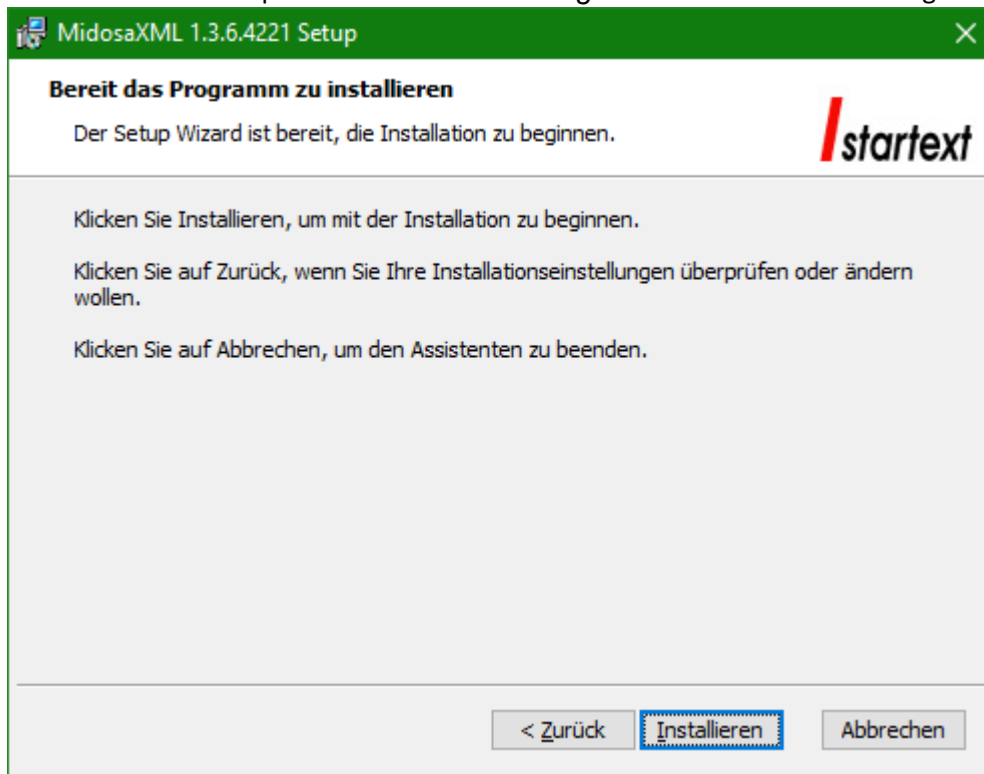 MidosaXML 1.3.6.4221 Setup
Bereit das Programm zu installieren
Der Setup Wizard ist bereit, die Installation zu beginnen.
startext
Klicken Sie Installieren, um mit der Installation zu beginnen.
Klicken Sie auf Zurück, wenn Sie Ihre Installationseinstellungen überprüfen oder ändern
wollen.
Klicken Sie auf Abbrechen, um den Assistenten zu beenden.
< Zurück Installieren Abbrechen